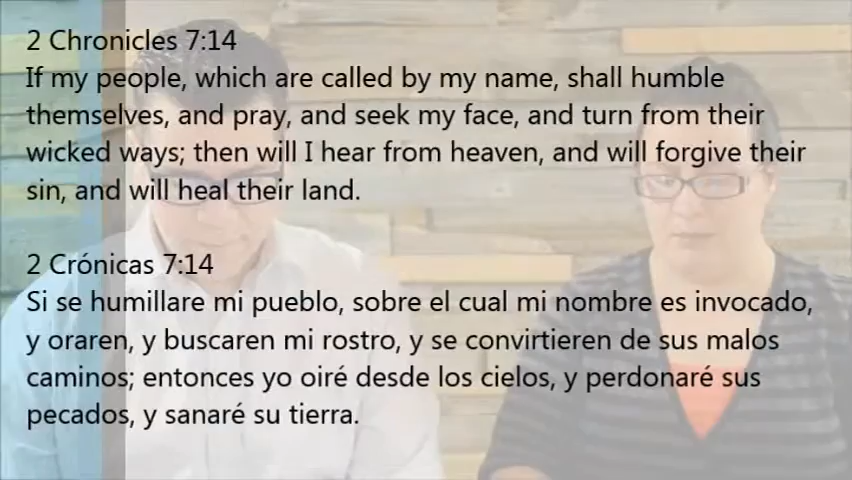 2 Chronicles 7:14
If my people, which are called by my name, shall humble
themselves, and pray, and seek my face, and turn from their
wicked ways; then will I hear from heaven, and will forgive their
sin, and will heal their land.
2 Crónicas 7:14
Si se humillare mi pueblo, sobre el cual mi nombre es invocado,
y oraren, y buscaren mi rostro, y se convirtieren de sus malos
caminos; entonces yo oiré desde los cielos, y perdonaré sus
pecados, y sanaré su tierra.